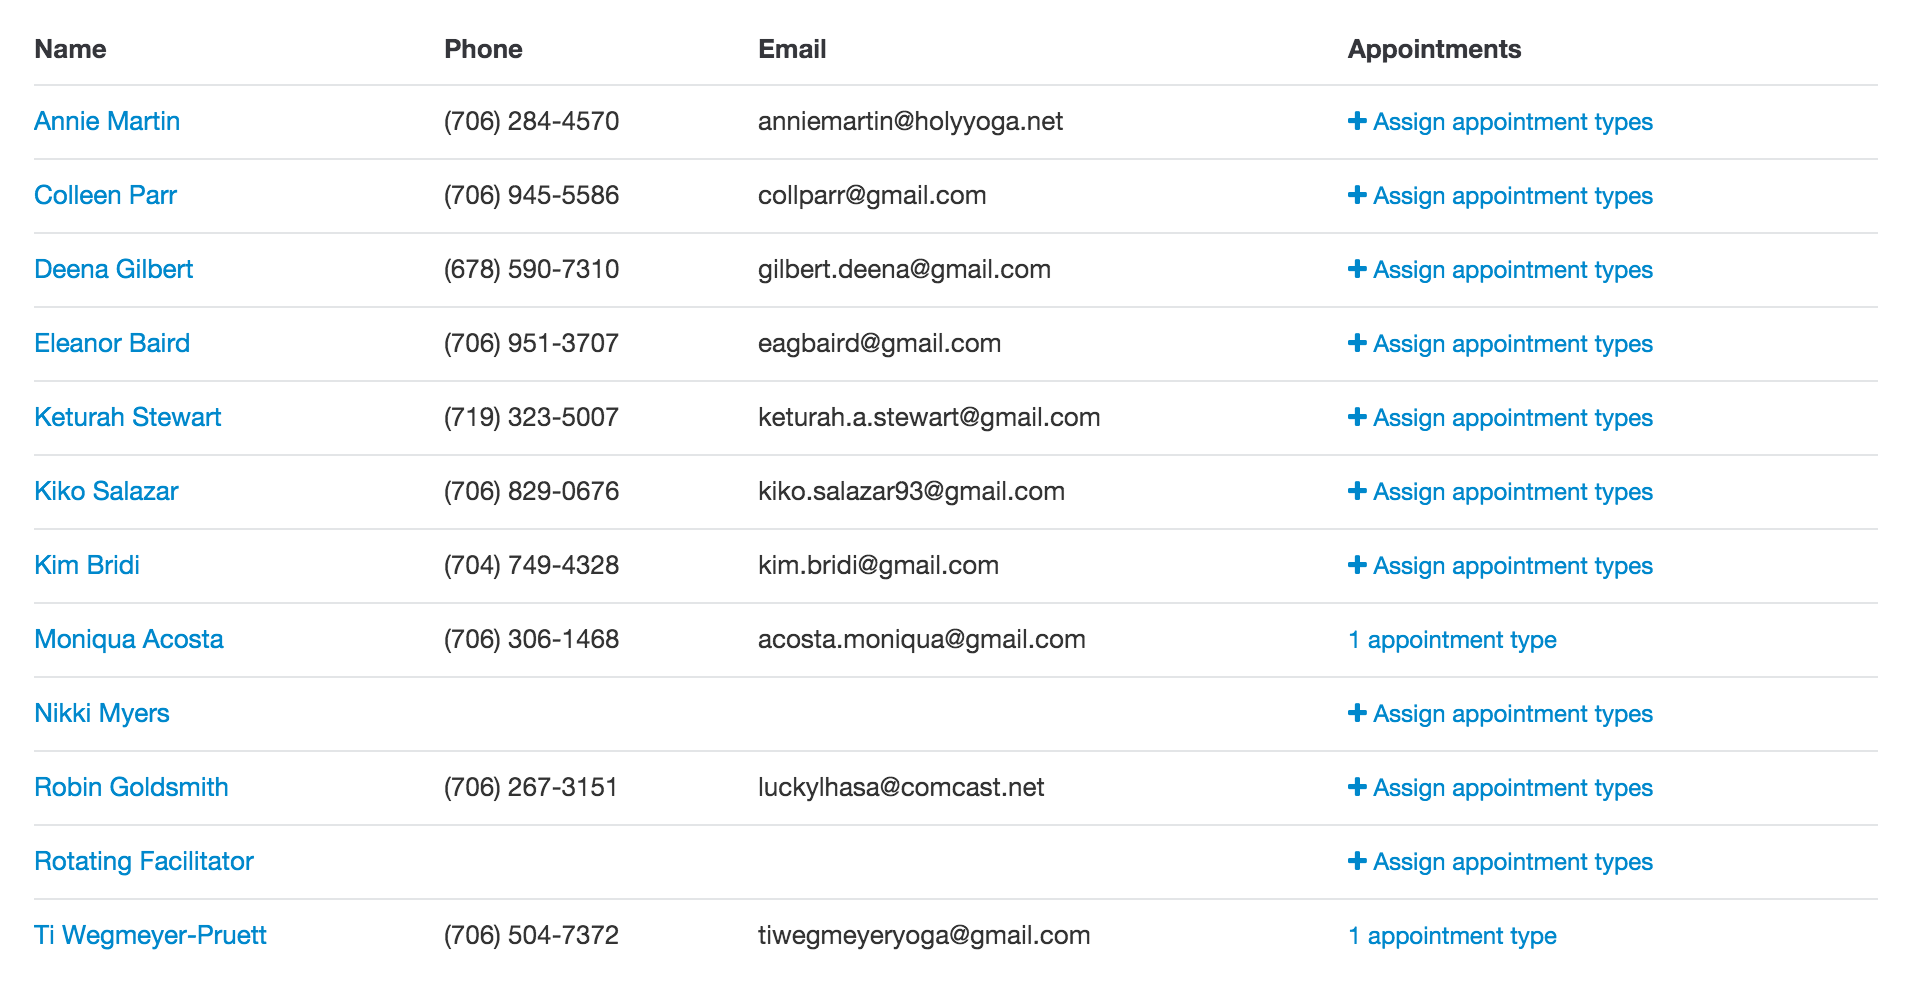 Name Phone Email Appointments
Annie Martin (706) 284-4570 anniemartin@holyyoga.net + Assign appointment types
Colleen Parr (706) 945-5586 collparr@gmail.com + Assign appointment types
Deena Gilbert (678) 590-7310 gilbert.deena@gmail.com + Assign appointment types
Eleanor Baird (706) 951-3707 eagbaird@gmail.com + Assign appointment types
Keturah Stewart (719) 323-5007 keturah.a.stewart@gmail.com + Assign appointment types
Kiko Salazar (706) 829-0676 kiko.salazar93@gmail.com + Assign appointment types
Kim Bridi (704) 749-4328 kim.bridi@gmail.com + Assign appointment types
Moniqua Acosta (706) 306-1468 acosta.moniqua@gmail.com 1 appointment type
Nikki Myers + Assign appointment types
Robin Goldsmith (706) 267-3151 luckylhasa@comcast.net + Assign appointment types
Rotating Facilitator + Assign appointment types
Ti Wegmeyer-Pruett (706) 504-7372 tiwegmeyeryoga@gmail.com 1 appointment type